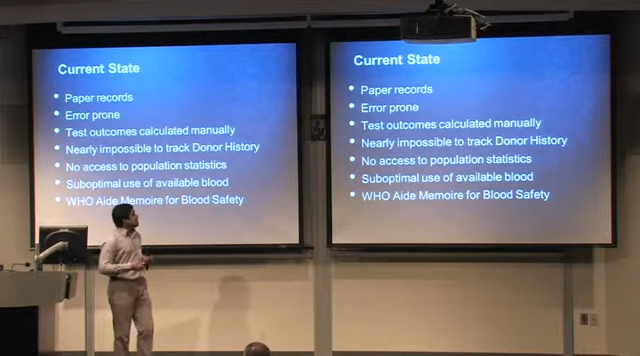 Current State
• Paper records
• Error prone
• Test outcomes calculated manually
• Nearly impossible to track Donor History
• No access to population statistics
• Suboptimal use of available blood
• WHO Aide Memoire for Blood Safety
Current State
• Paper records
• Error prone
• Test outcomes calculated manually
• Nearly impossible to track Donor History
• No access to population statistics
• Suboptimal use of available blood
• WHO Aide Memoire for Blood Safety